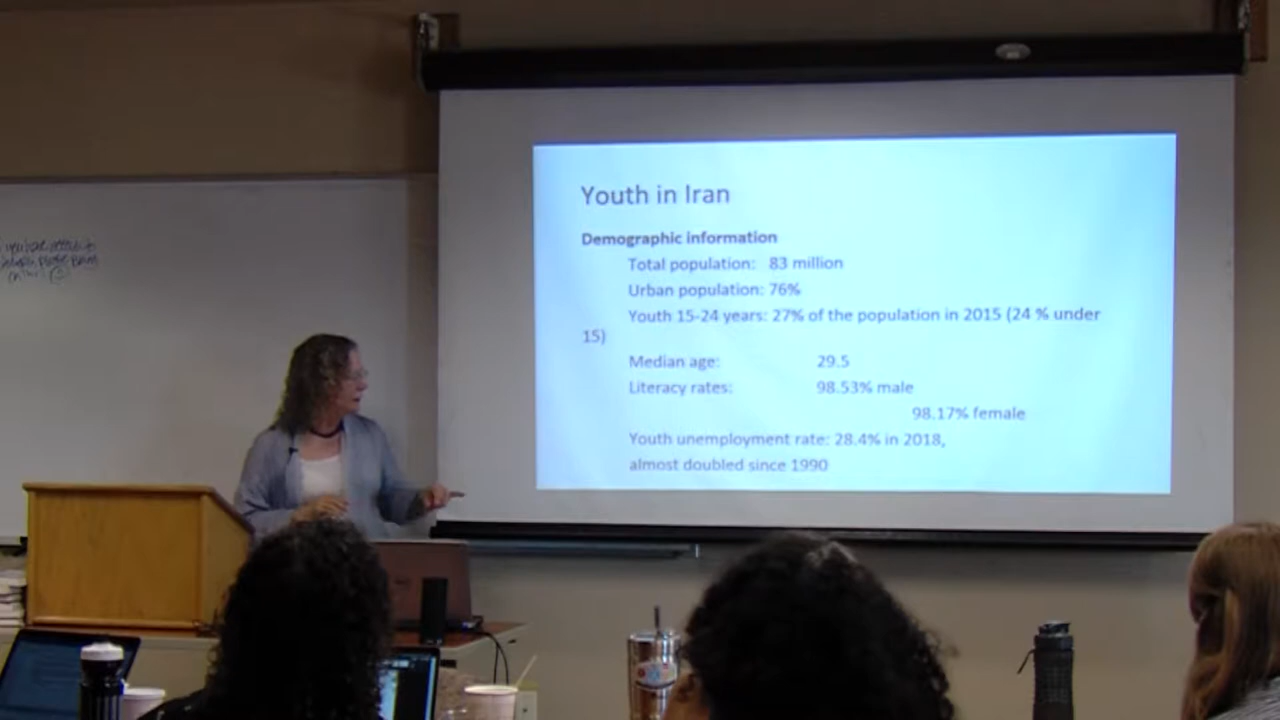 Youth in Iran
Demographic information
Total population: 83 million
Urban population: 76%
Youth 15-24 years: 27% of the population in 2015 (24 % under
15)
Median age: 29.5
Literacy rates: 98.53% male
98.17% female
Youth unemployment rate: 28.4% in 2018,
almost doubled since 1990